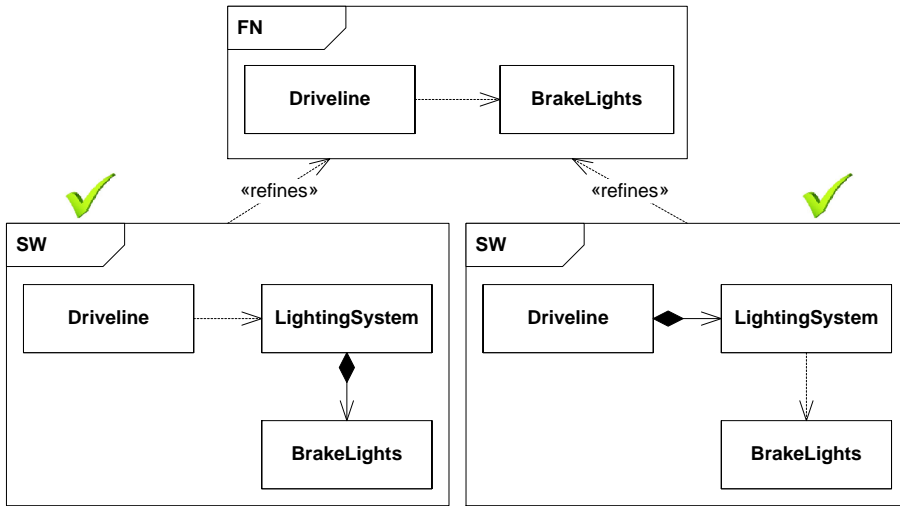 FN
Driveline
BrakeLights
«refines»
«refines»
SW
Driveline
LightingSystem
BrakeLights
SW
Driveline
LightingSystem
BrakeLights